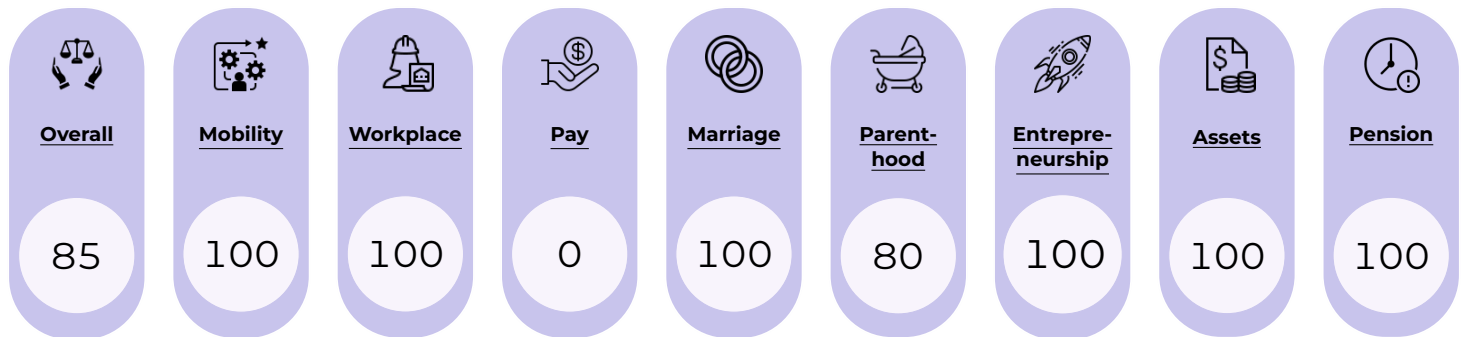 Overall
85
Mobility
100
Workplace
100
Pay
0
Marriage
100
Parent-
hood
80
Entrepre-
neurship
100
Assets
100
Pension
100